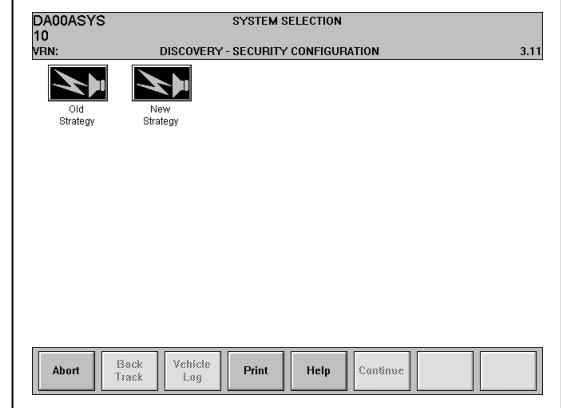 DA00ASYS SYSTEM SELECTION
10
VRN: DISCOVERY - SECURITY CONFIGURATION 3.11
Old
Strategy
New
Strategy
Abort
Back
Track
Vehicle
Log
Print
Help
Continue